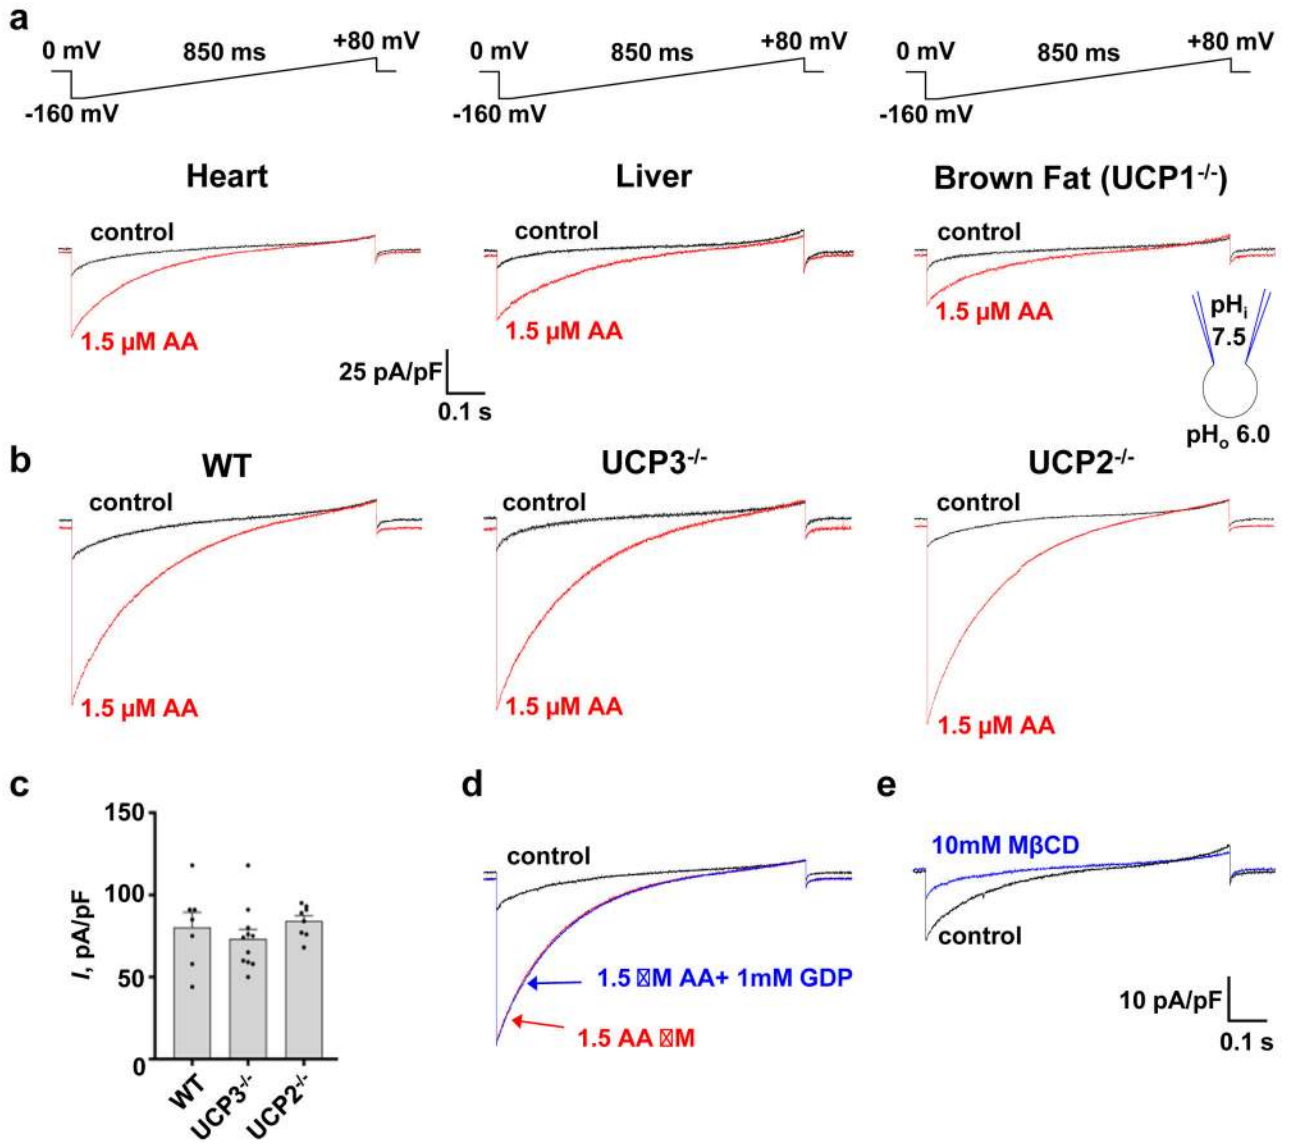 a
0 mV 850 ms +80 mV
-160 mV
0 mV 850 ms +80 mV
-160 mV
0 mV 850 ms +80 mV
-160 mV
Heart
control
1.5 µM AA
Liver
control
1.5 µM AA
Brown Fat (UCP1-/-)
control
1.5 µM AA
25 pA/pF
0.1 s
pHi
7.5
pHo 6.0
b
WT
control
1.5 µM AA
UCP3-/-
control
1.5 µM AA
UCP2-/-
control
1.5 µM AA
c
I, pA/pF
150
100
50
0
WT
UCP3-/-
UCP2-/-
d
control
1.5 ☒M AA+ 1mM GDP
1.5 AA ☒M
e
10mM MβCD
control
10 pA/pF
0.1 s